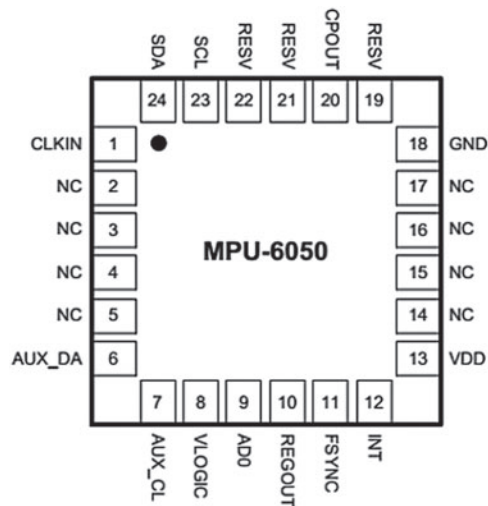 SDA SCL RESV RESV CPOUT RESV
24 23 22 21 20 19
CLKIN 1 18 GND
NC 2 17 NC
NC 3 16 NC
MPU-6050
NC 4 15 NC
NC 5 14 NC
AUX_DA 6 13 VDD
7 8 9 10 11 12
AUX_CL VLOGIC AD0 REGOUT FSYNC INT